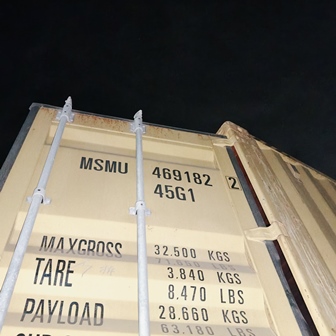 MSMU 469182 2
45G1
MAXGROSS 32.500 KGS
TARE 3.840 KGS
8.470 LBS
PAYLOAD 28.660 KGS
63.180 LBS